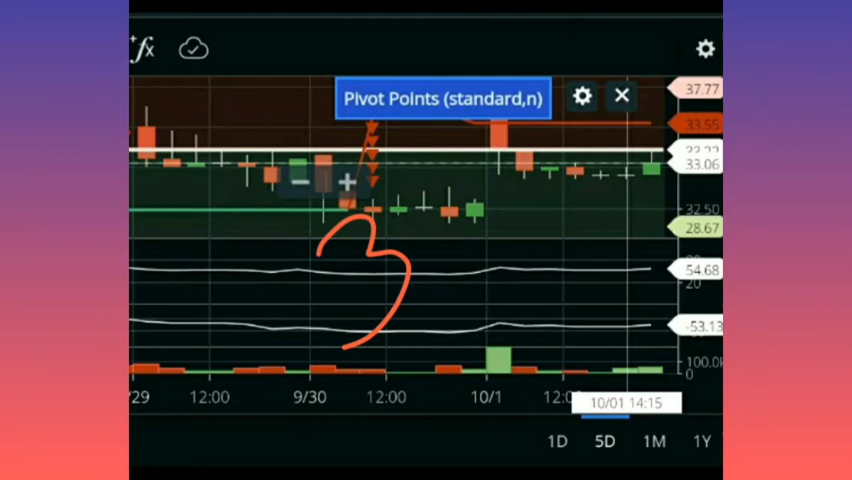 fx
Pivot Points (standard,n)
37.77
33.55
33.06
32.50
28.67
54.68
20
-53.13
100.0k
0
/29 12:00 9/30 12:00 10/1 12:0
10/01 14:15
1D 5D 1M 1Y
3